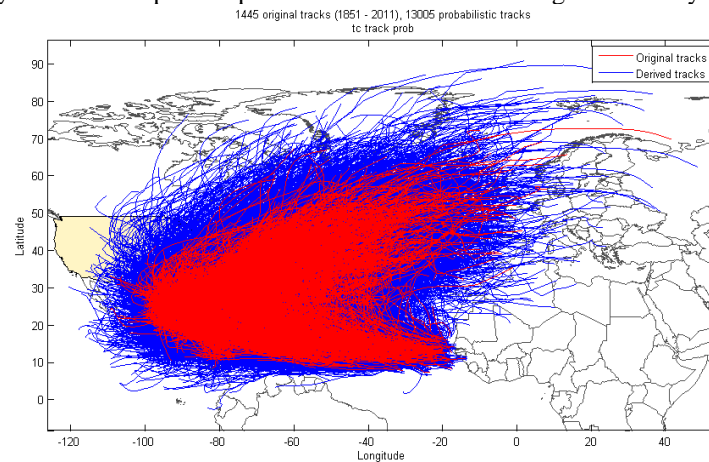 1445 original tracks (1851 - 2011), 13005 probabilistic tracks
tc track prob
Original tracks
Derived tracks
90
80
70
60
50
40
30
20
10
0
Latitude
-120 -100 -80 -60 -40 -20 0 20 40
Longitude